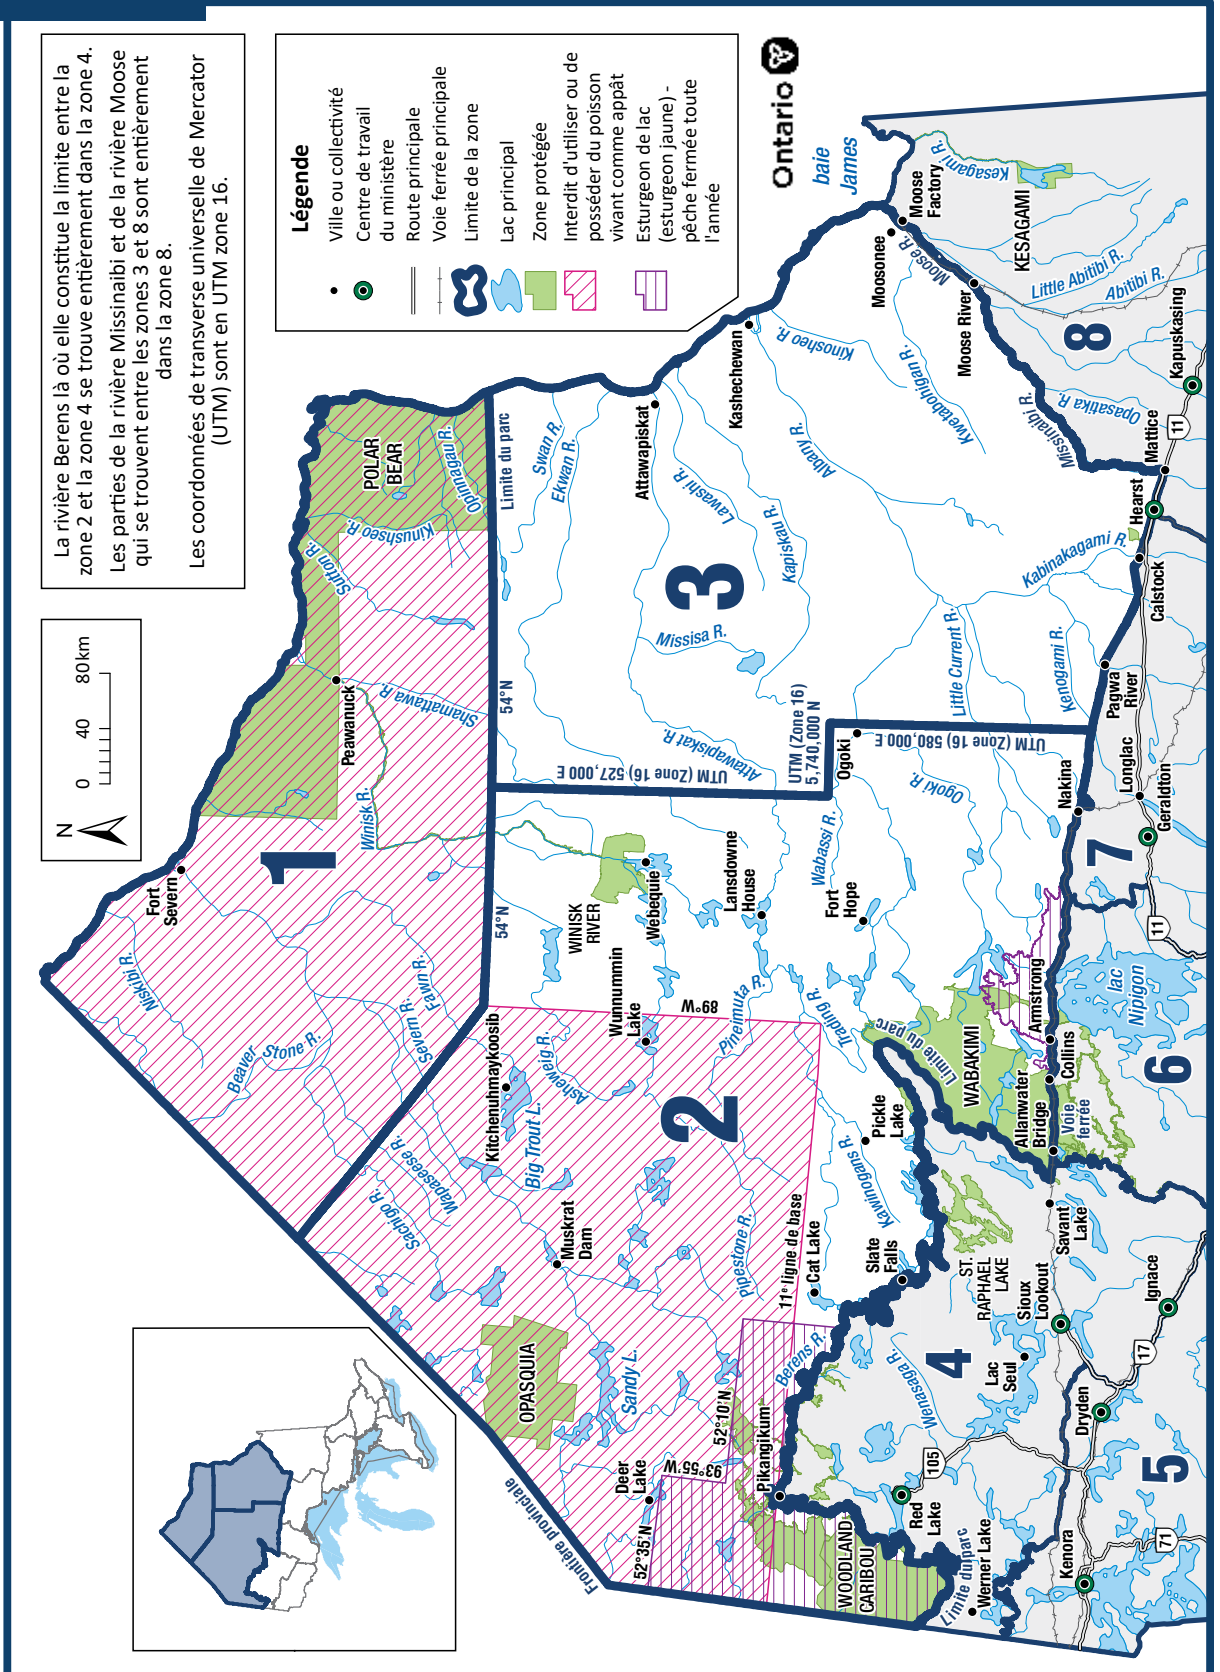 La rivière Berens là où elle constitue la limite entre la
zone 2 et la zone 4 se trouve entièrement dans la zone 4.
Les parties de la rivière Missinaibi et de la rivière Moose
qui se trouvent entre les zones 3 et 8 sont entièrement
dans la zone 8.
Les coordonnées de transverse universelle de Mercator
(UTM) sont en UTM zone 16.
N
0 40 80km
Légende
Ville ou collectivité
Centre de travail
du ministère
Route principale
Voie ferrée principale
Limite de la zone
Lac principal
Zone protégée
Interdit d'utiliser ou de
posséder du poisson
vivant comme appât
Esturgeon de lac
(esturgeon jaune) -
pêche fermée toute
l'année
Ontario
baie
James
1
Fort
Severn
Niskibi R.
Beaver
Stone R.
Severn R.
Fawn R.
Winisk R.
Peawanuck
Shamattawa R.
Sutton R.
Kinushseo R.
POLAR
BEAR
Opinnagau R.
Limite du parc
54°N
54°N
Swan R.
Ekwan R.
Attawapiskat
Lawashi R.
Kapiskau R.
Kashechewan
Albany R.
Kinosheo R.
Kwetabohigan R.
3
Missisa R.
Attawapiskat R.
UTM (Zone 16) 527,000 E
UTM (Zone 16)
5,740,000 N
UTM (Zone 16) 580,000 E
Little Current R.
Kenogami R.
Kabinakagami R.
Moosonee
Moose
Factory
Moose R.
Moose River
Missinaibi R.
KESAGAMI
Kesagami R.
Little Abitibi R.
Abitibi R.
Opasatika R.
8
Kapuskasing
11
Mattice
Hearst
Calstock
Pagwa
River
Longlac
Geraldton
Nakina
7
11
Ogoki
Ogoki R.
Wabassi R.
Fort
Hope
Lansdowne
House
Webequie
WINISK
RIVER
Wunnummin
Lake
89°W
Pineimuta R.
Trading R.
Limite du parc
WABAKIMI
Armstrong
Collins
Allanwater
Bridge
Voie
ferrée
lac
Nipigon
6
Kitchenuhmaykoosib
Big Trout L.
Asheweig R.
2
Sachigo R.
Wapaseese R.
Muskrat
Dam
Pipestone R.
11e ligne de base
Cat Lake
Kawinogans R.
Pickle
Lake
Slate
Falls
OPASQUIA
Sandy L.
Frontière provinciale
Deer
Lake
52°35'N
93°55'W
52°10'N
Berens R.
Pikangikum
WOODLAND
CARIBOU
Limite du parc
Werner Lake
Red
Lake
105
Wenasaga R.
4
ST.
RAPHAEL
LAKE
Lac
Seul
Sioux
Lookout
Savant
Lake
Ignace
17
Dryden
5
Kenora
71